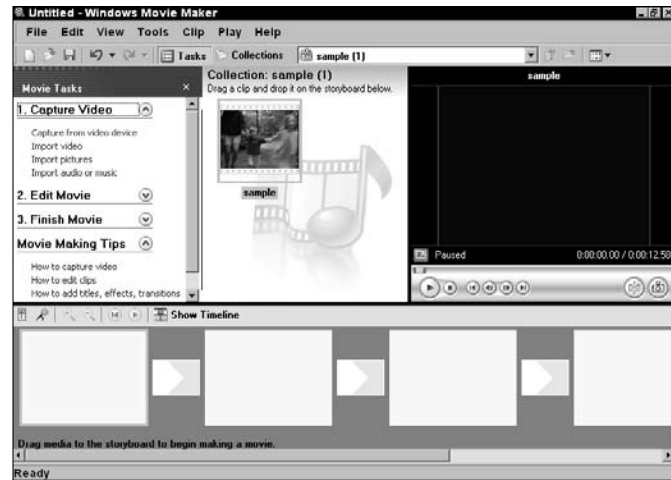 Untitled - Windows Movie Maker
File Edit View Tools Clip Play Help
Tasks Collections sample (1)
Movie Tasks
1. Capture Video
Capture from video device
Import video
Import pictures
Import audio or music
2. Edit Movie
3. Finish Movie
Movie Making Tips
How to capture video
How to edit clips
How to add titles, effects, transitions
Collection: sample (1)
Drag a clip and drop it on the storyboard below.
sample
sample
Paused 0:00:00.00 / 0:00:12.58
Show Timeline
Drag media to the storyboard to begin making a movie.
Ready